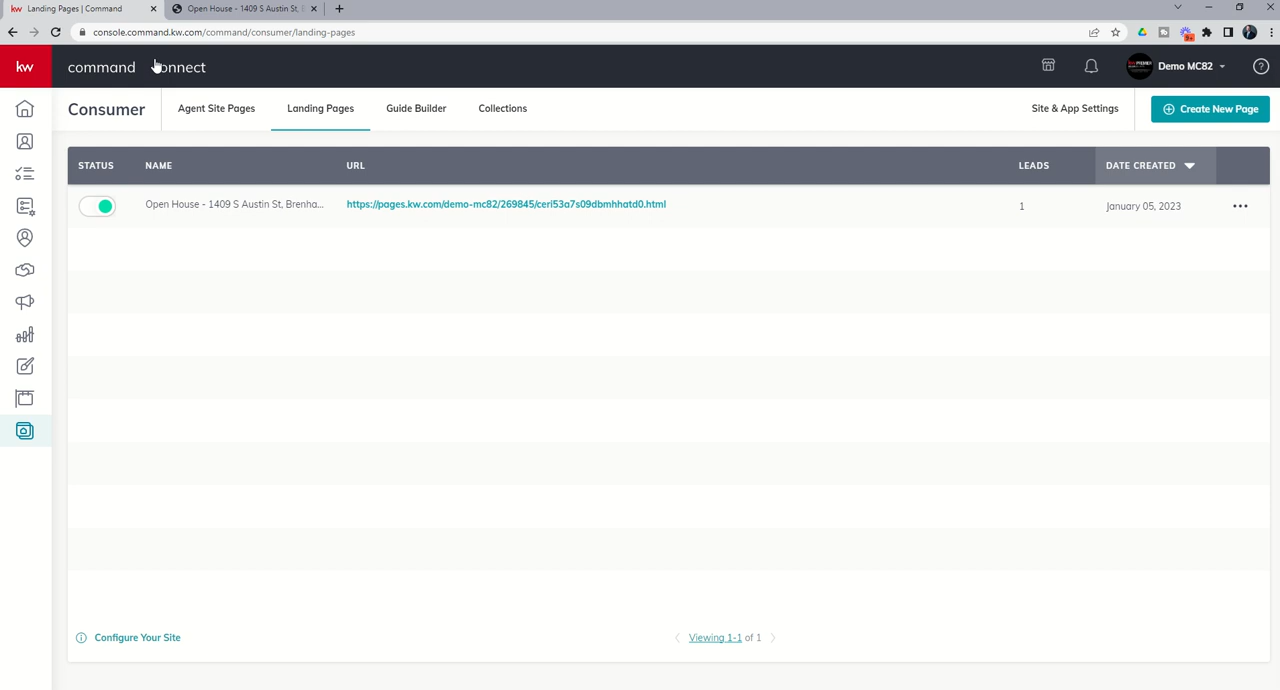 kw Landing Pages | Command
Open House - 1409 S Austin St,
console.command.kw.com/command/consumer/landing-pages
9+
kw
command
onnect
Demo MC82
Consumer
Agent Site Pages
Landing Pages
Guide Builder
Collections
Site & App Settings
Create New Page
STATUS
NAME
URL
LEADS
DATE CREATED
Open House - 1409 S Austin St, Brenha...
https://pages.kw.com/demo-mc82/269845/ceri53a7s09dbmhhatd0.html
1
January 05, 2023
Configure Your Site
Viewing 1-1 of 1